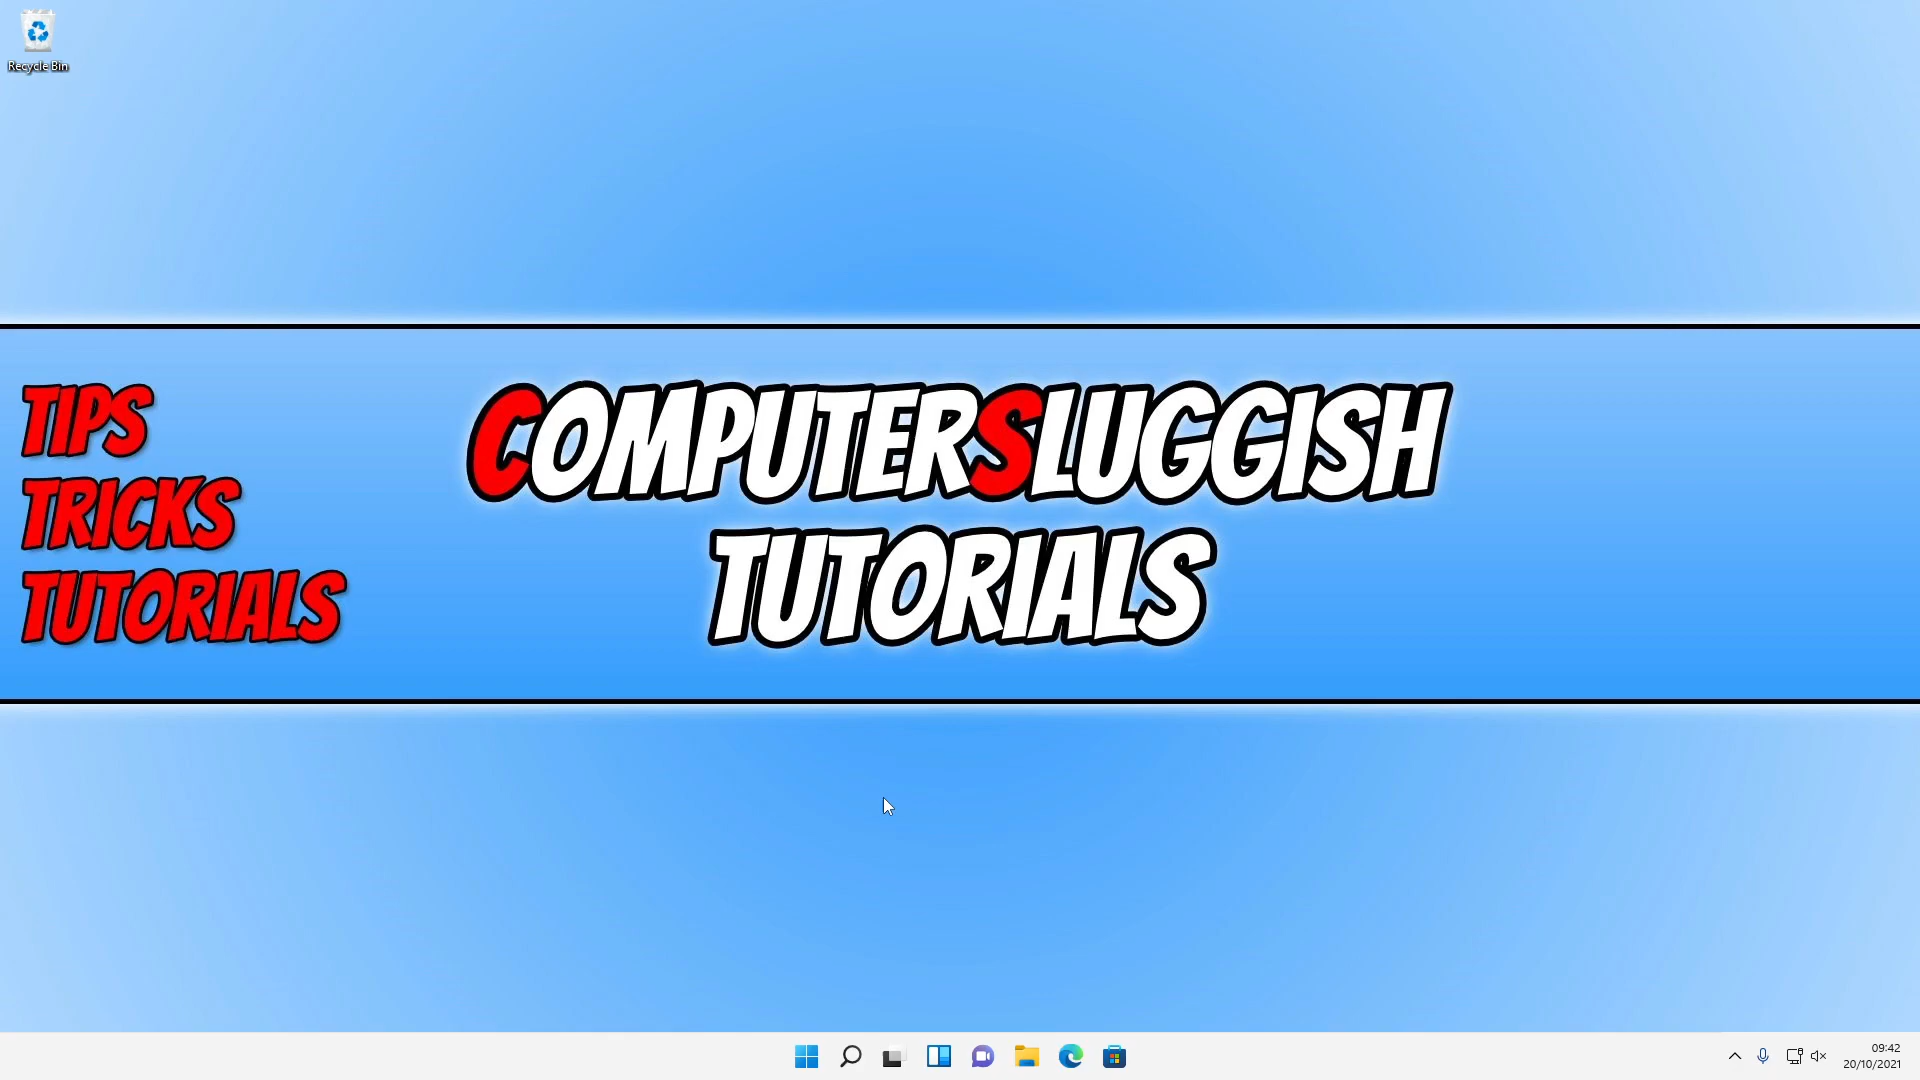 Recycle Bin
TIPS
TRICKS
TUTORIALS
COMPUTERSLUGGISH
TUTORIALS
09:42
20/10/2021